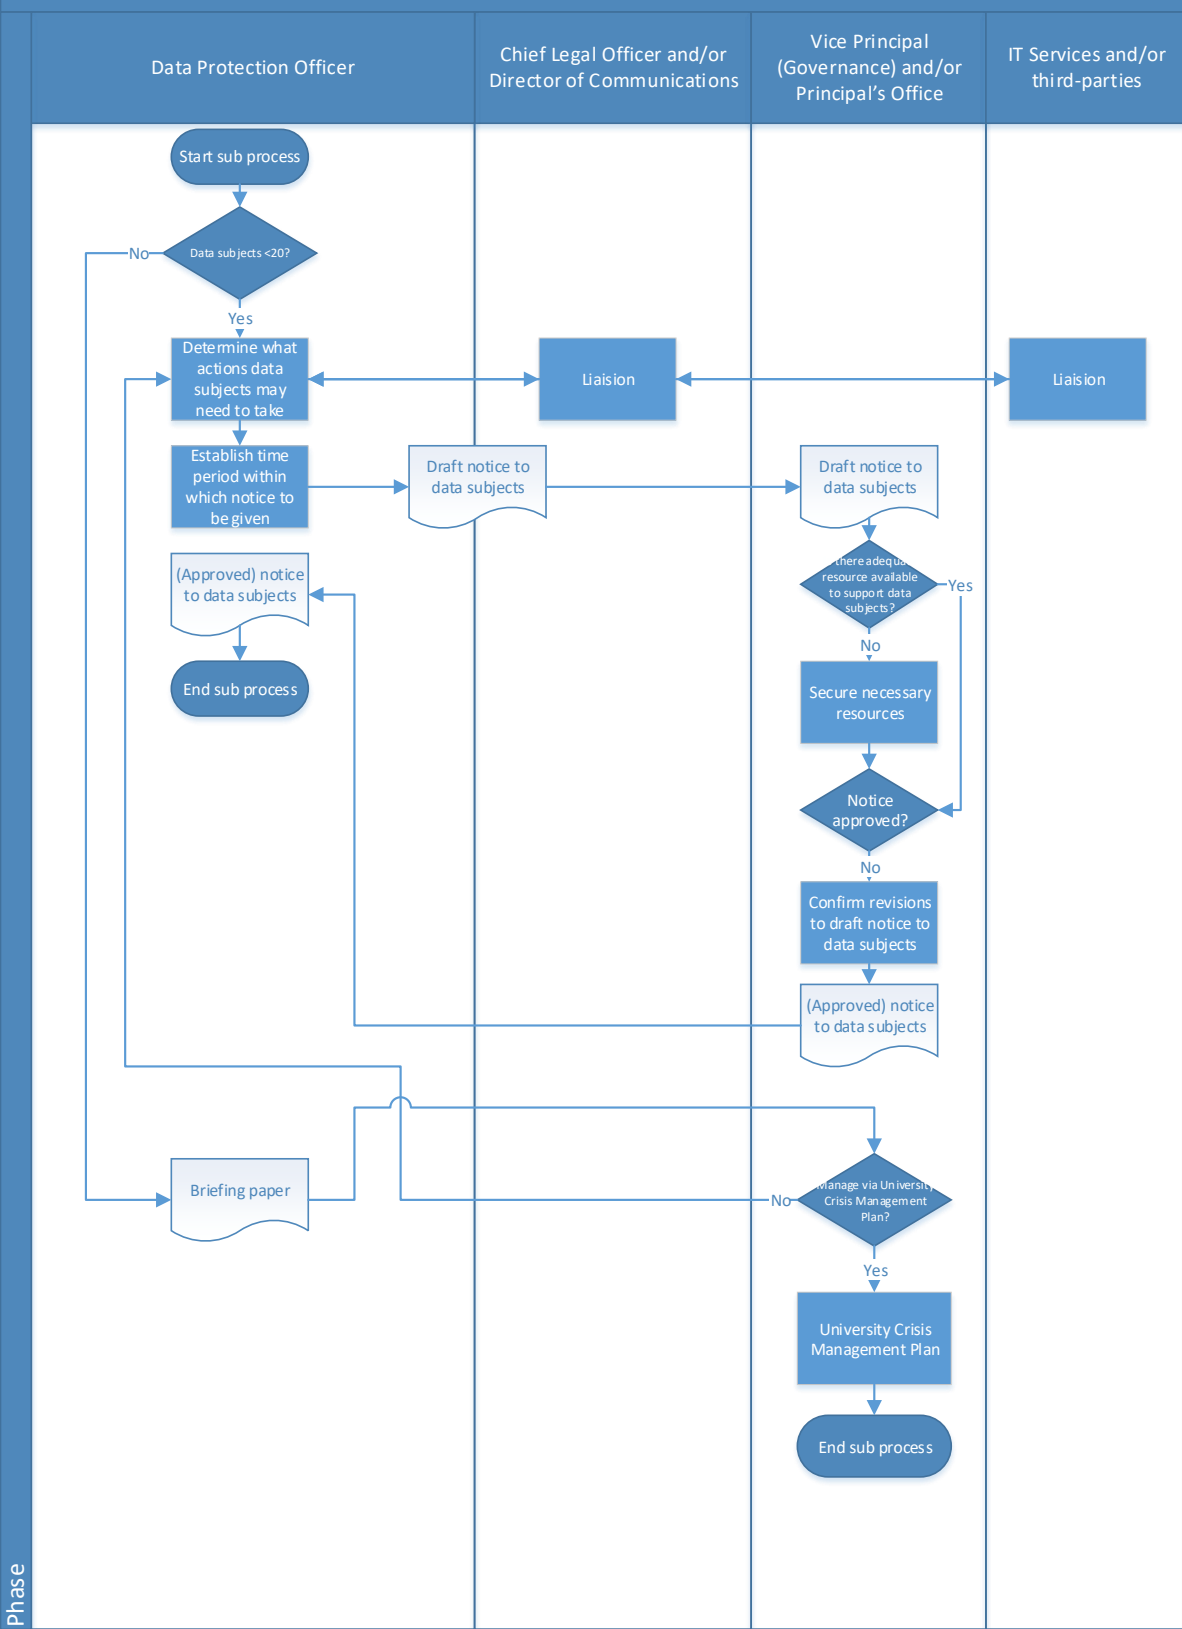 Data Protection Officer
Chief Legal Officer and/or
Director of Communications
Vice Principal
(Governance) and/or
Principal's Office
IT Services and/or
third-parties
Start sub process
Data subjects <20?
No
Yes
Determine what
actions data
subjects may
need to take
Liaision
Liaision
Establish time
period within
which notice to
be given
Draft notice to
data subjects
Draft notice to
data subjects
there adequa
resource available
to support data
subjects?
Yes
No
(Approved) notice
to data subjects
End sub process
Secure necessary
resources
Notice
approved?
No
Confirm revisions
to draft notice to
data subjects
(Approved) notice
to data subjects
Briefing paper
Manage via University
Crisis Management
Plan?
No
Yes
University Crisis
Management Plan
End sub process
Phase